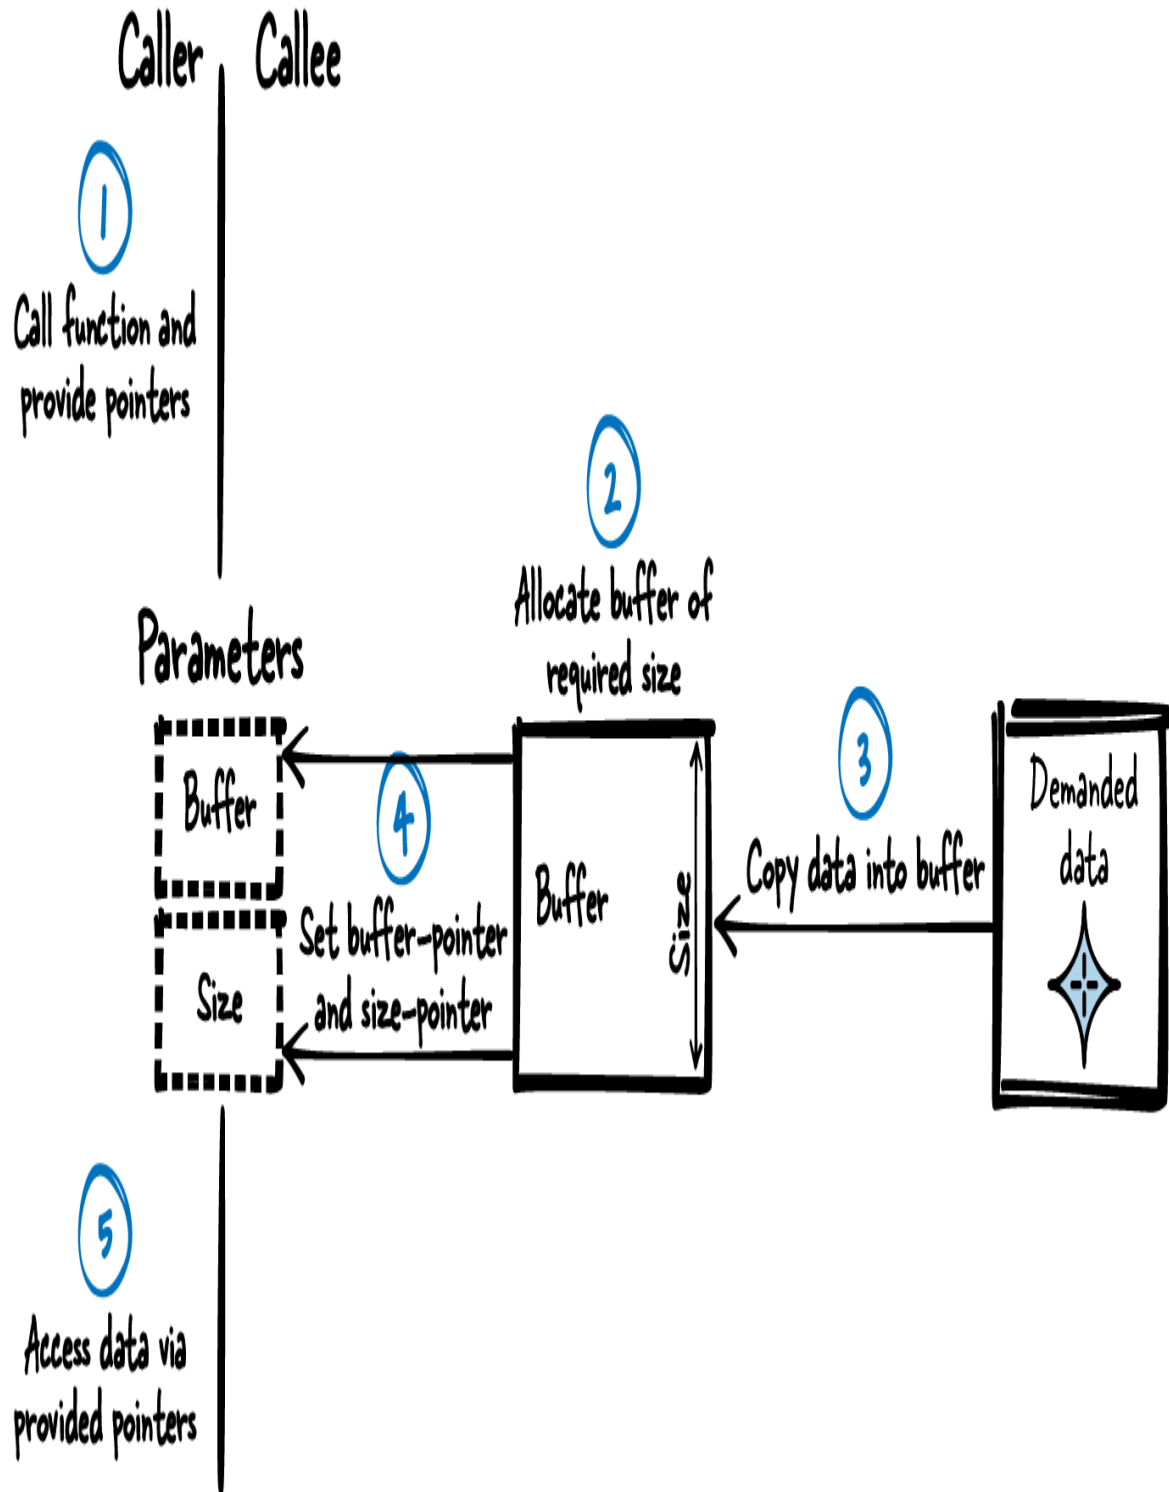 Caller
Callee
1
Call function and
provide pointers
2
Allocate buffer of
required size
Parameters
Buffer
Size
4
Set buffer-pointer
and size-pointer
Buffer
Size
3
Copy data into buffer
Demanded
data
5
Access data via
provided pointers